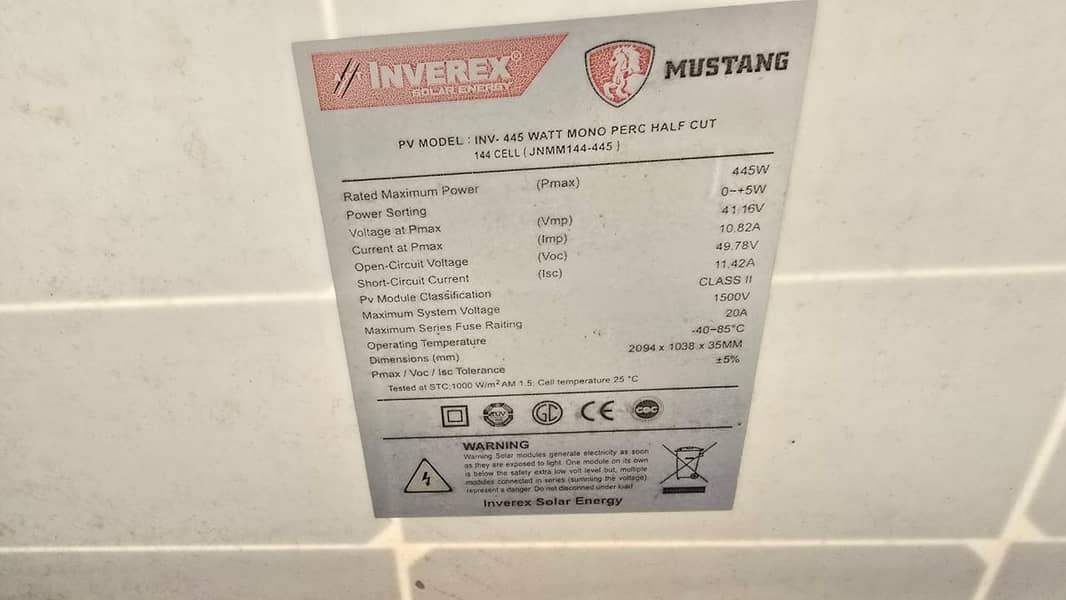 INVEREX®
SOLAR ENERGY
MUSTANG
PV MODEL : INV- 445 WATT MONO PERC HALF CUT
144 CELL ( JNMM144-445 )
Rated Maximum Power (Pmax) 445W
Power Sorting 0~+5W
Voltage at Pmax (Vmp) 41.16V
Current at Pmax (Imp) 10.82A
Open-Circuit Voltage (Voc) 49.78V
Short-Circuit Current (Isc) 11.42A
Pv Module Classification CLASS II
Maximum System Voltage 1500V
Maximum Series Fuse Raiting 20A
Operating Temperature -40~85°C
Dimensions (mm) 2094 x 1038 x 35MM
Pmax / Voc / Isc Tolerance ±5%
Tested at STC:1000 W/m² AM 1.5; Cell temperature 25 °C
TUV GC CE CQC
WARNING
Warning Solar modules generate electricity as soon
as they are exposed to light. One module on its own
is below the safety extra low volt level but, multiple
modules connected in series (summing the voltage)
represent a danger. Do not disconned under load
Inverex Solar Energy